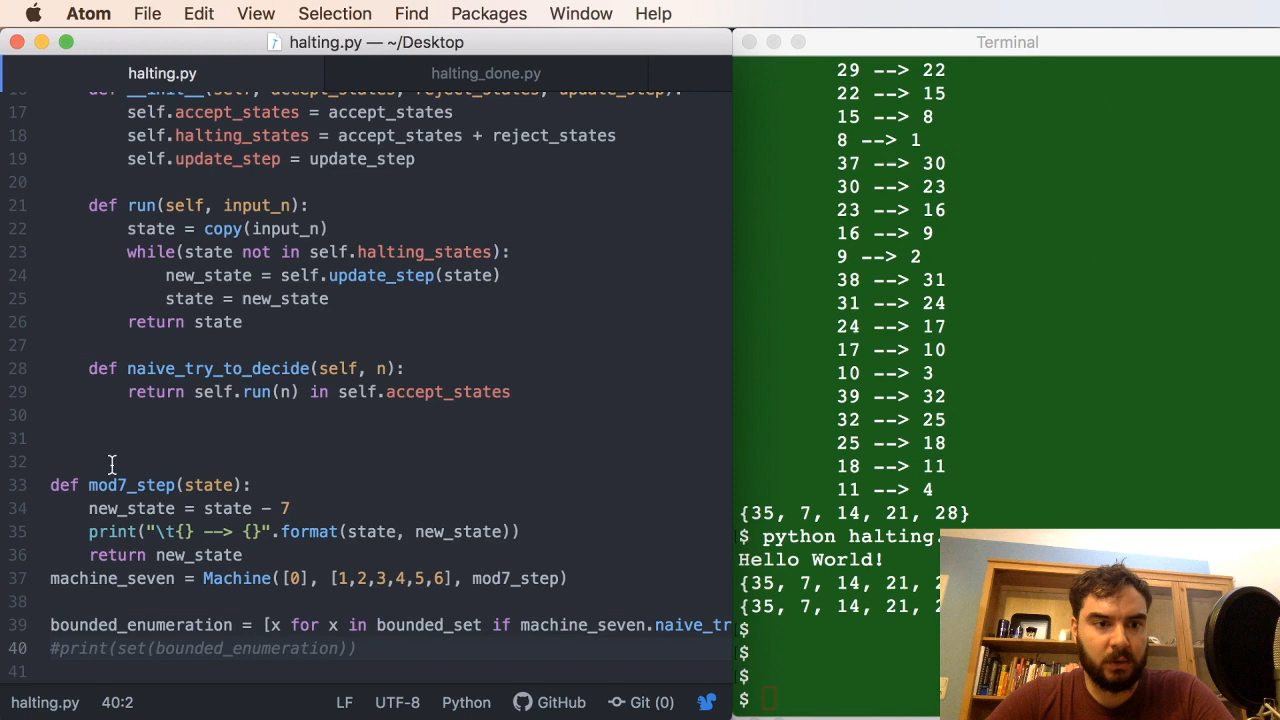 Atom File Edit View Selection Find Packages Window Help
halting.py — ~/Desktop
halting.py halting_done.py
def __init__(self, accept_states, reject_states, update_step):
17 self.accept_states = accept_states
18 self.halting_states = accept_states + reject_states
19 self.update_step = update_step
20
21 def run(self, input_n):
22 state = copy(input_n)
23 while(state not in self.halting_states):
24 new_state = self.update_step(state)
25 state = new_state
26 return state
27
28 def naive_try_to_decide(self, n):
29 return self.run(n) in self.accept_states
30
31
32
33 def mod7_step(state):
34 new_state = state - 7
35 print("\t{} --> {}".format(state, new_state))
36 return new_state
37 machine_seven = Machine([0], [1,2,3,4,5,6], mod7_step)
38
39 bounded_enumeration = [x for x in bounded_set if machine_seven.naive_tr
40 #print(set(bounded_enumeration))
41
halting.py 40:2 LF UTF-8 Python GitHub Git (0)
Terminal
29 --> 22
22 --> 15
15 --> 8
8 --> 1
37 --> 30
30 --> 23
23 --> 16
16 --> 9
9 --> 2
38 --> 31
31 --> 24
24 --> 17
17 --> 10
10 --> 3
39 --> 32
32 --> 25
25 --> 18
18 --> 11
11 --> 4
{35, 7, 14, 21, 28}
$ python halting.
Hello World!
{35, 7, 14, 21, 2
{35, 7, 14, 21, 2
$
$
$
$